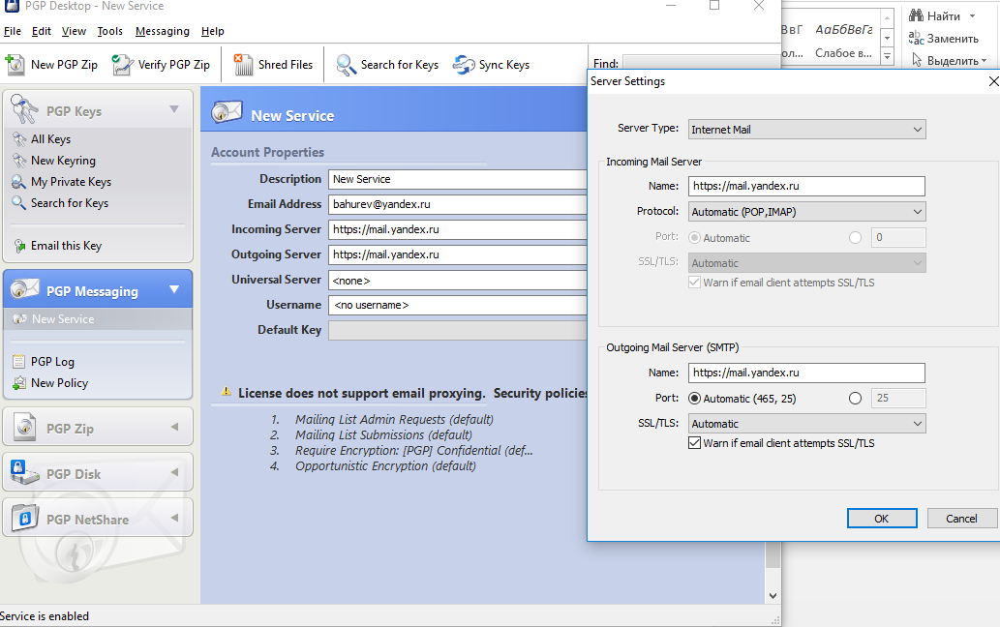 PGP Desktop - New Service
File Edit View Tools Messaging Help
New PGP Zip Verify PGP Zip Shred Files Search for Keys Sync Keys Find:
PGP Keys
All Keys
New Keyring
My Private Keys
Search for Keys
Email this Key
PGP Messaging
New Service
PGP Log
New Policy
PGP Zip
PGP Disk
PGP NetShare
Service is enabled
New Service
Account Properties
Description New Service
Email Address bahurev@yandex.ru
Incoming Server https://mail.yandex.ru
Outgoing Server https://mail.yandex.ru
Universal Server <none>
Username <no username>
Default Key
License does not support email proxying. Security policies
1. Mailing List Admin Requests (default)
2. Mailing List Submissions (default)
3. Require Encryption: [PGP] Confidential (def...
4. Opportunistic Encryption (default)
ВвГ АаБбВвГг
ол... Слабое в...
Найти
Заменить
Выделить
Server Settings
Server Type: Internet Mail
Incoming Mail Server
Name: https://mail.yandex.ru
Protocol: Automatic (POP,IMAP)
Port: Automatic 0
SSL/TLS: Automatic
Warn if email client attempts SSL/TLS
Outgoing Mail Server (SMTP)
Name: https://mail.yandex.ru
Port: Automatic (465, 25) 25
SSL/TLS: Automatic
Warn if email client attempts SSL/TLS
OK Cancel